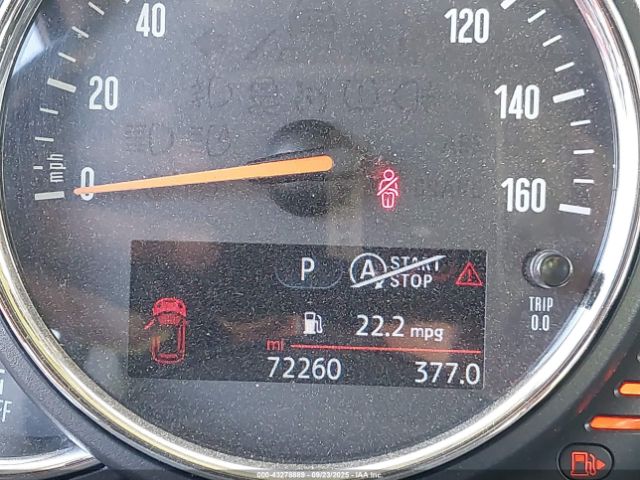 40
120
20
140
mph
0
160
P
A START
STOP
TRIP
0.0
22.2 mpg
mi
72260 377.0
OFF
© 43278889 - 09/23/2025 - IAA Inc.